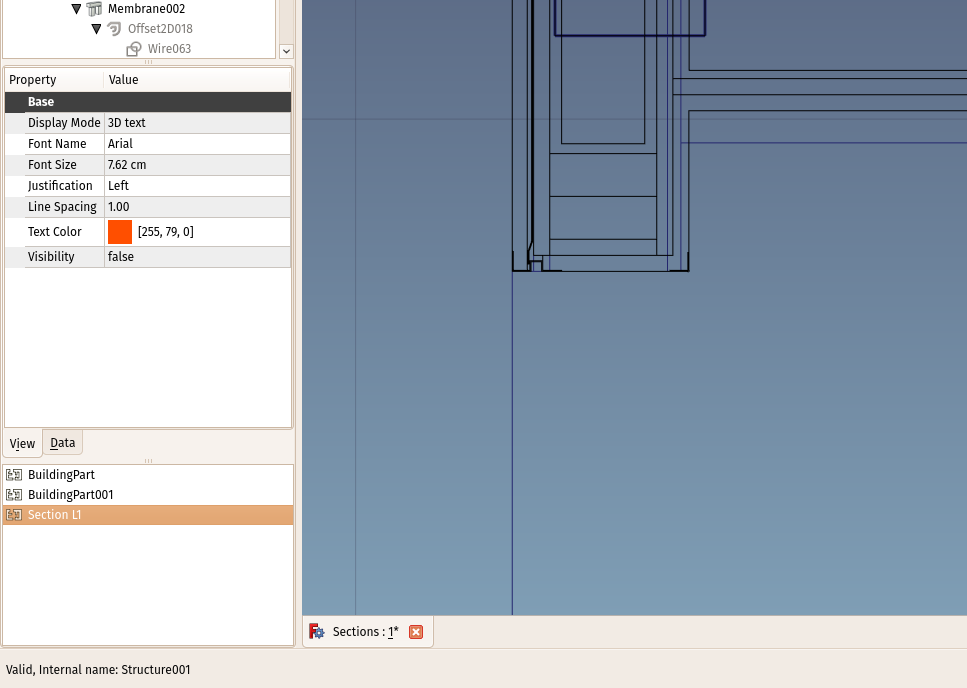 Membrane002
Offset2D018
Wire063
Property Value
Base
Display Mode 3D text
Font Name Arial
Font Size 7.62 cm
Justification Left
Line Spacing 1.00
Text Color [255, 79, 0]
Visibility false
View Data
BuildingPart
BuildingPart001
Section L1
Sections : 1*
Valid, Internal name: Structure001